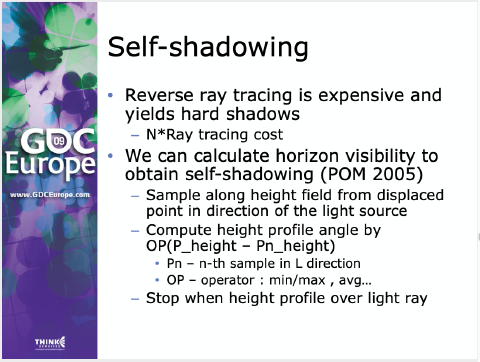 Self-shadowing
• Reverse ray tracing is expensive and
yields hard shadows
– N*Ray tracing cost
• We can calculate horizon visibility to
obtain self-shadowing (POM 2005)
– Sample along height field from displaced
point in direction of the light source
– Compute height profile angle by
OP(P_height – Pn_height)
• Pn – n-th sample in L direction
• OP – operator : min/max , avg…
– Stop when height profile over light ray
GDC
09
Europe
www.GDCEurope.com
THINK